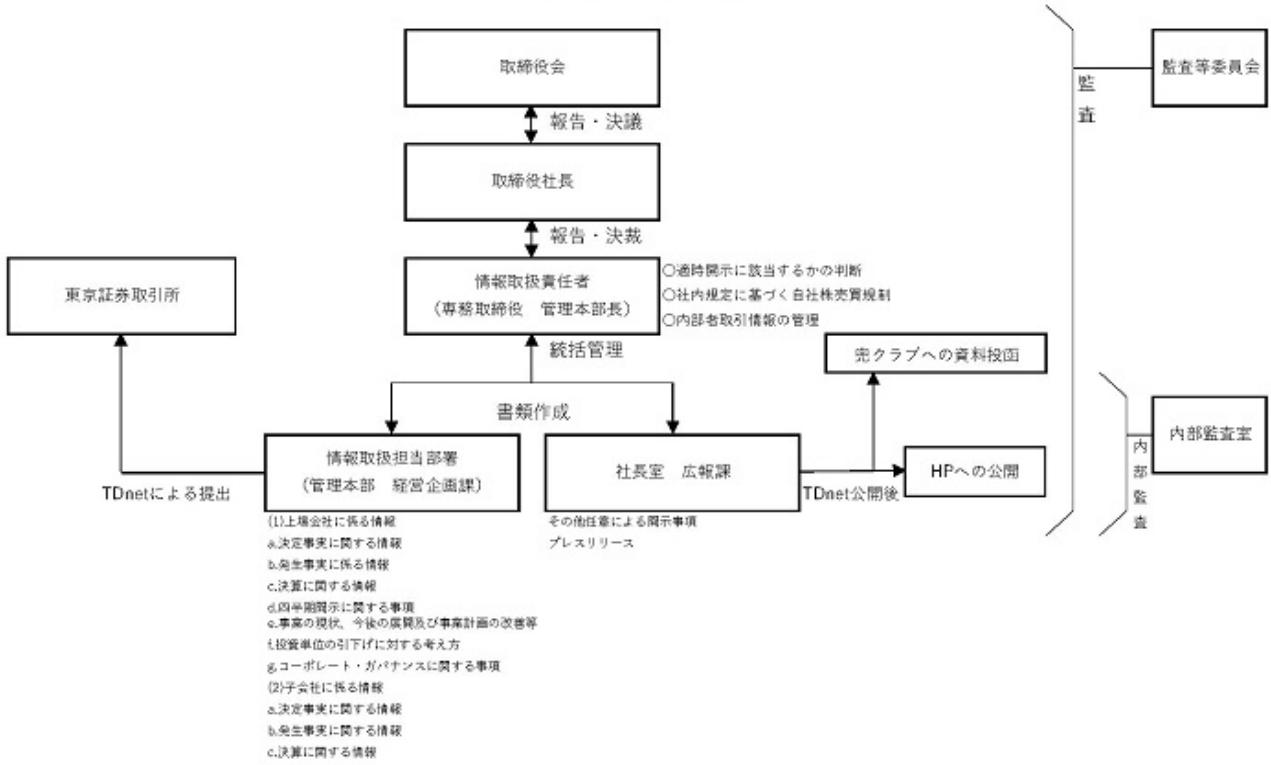 取締役会
監査等委員会
監査
報告・決議
取締役社長
報告・決裁
情報取扱責任者
（専務取締役　管理本部長）
○適時開示に該当するかの判断
○社内規定に基づく自社株売買規制
○内部者取引情報の管理
東京証券取引所
統括管理
兜クラブへの資料投函
書類作成
情報取扱担当部署
（管理本部　経営企画課）
社長室　広報課
HPへの公開
内部監査室
内部監査
TDnetによる提出
TDnet公開後
(1)上場会社に係る情報
a.決定事実に関する情報
b.発生事実に係る情報
c.決算に関する情報
d.四半期開示に関する事項
e.事業の現状、今後の展開及び事業計画の改善等
f.投資単位の引下げに対する考え方
g.コーポレート・ガバナンスに関する事項
(2)子会社に係る情報
a.決定事実に関する情報
b.発生事実に関する情報
c.決算に関する情報
その他任意による開示事項
プレスリリース